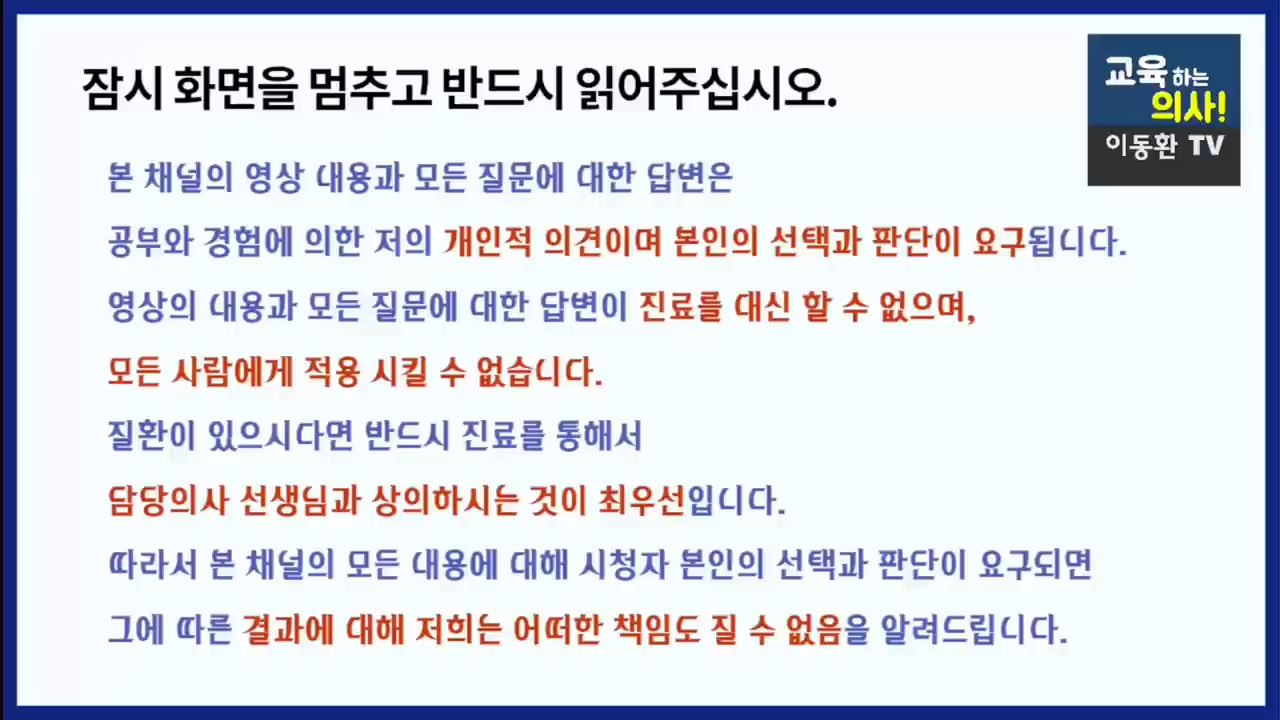 잠시 화면을 멈추고 반드시 읽어주십시오.
교육 하는
의사!
이동환 TV
본 채널의 영상 내용과 모든 질문에 대한 답변은
공부와 경험에 의한 저의 개인적 의견이며 본인의 선택과 판단이 요구됩니다.
영상의 내용과 모든 질문에 대한 답변이 진료를 대신 할 수 없으며,
모든 사람에게 적용 시킬 수 없습니다.
질환이 있으시다면 반드시 진료를 통해서
담당의사 선생님과 상의하시는 것이 최우선입니다.
따라서 본 채널의 모든 내용에 대해 시청자 본인의 선택과 판단이 요구되면
그에 따른 결과에 대해 저희는 어떠한 책임도 질 수 없음을 알려드립니다.